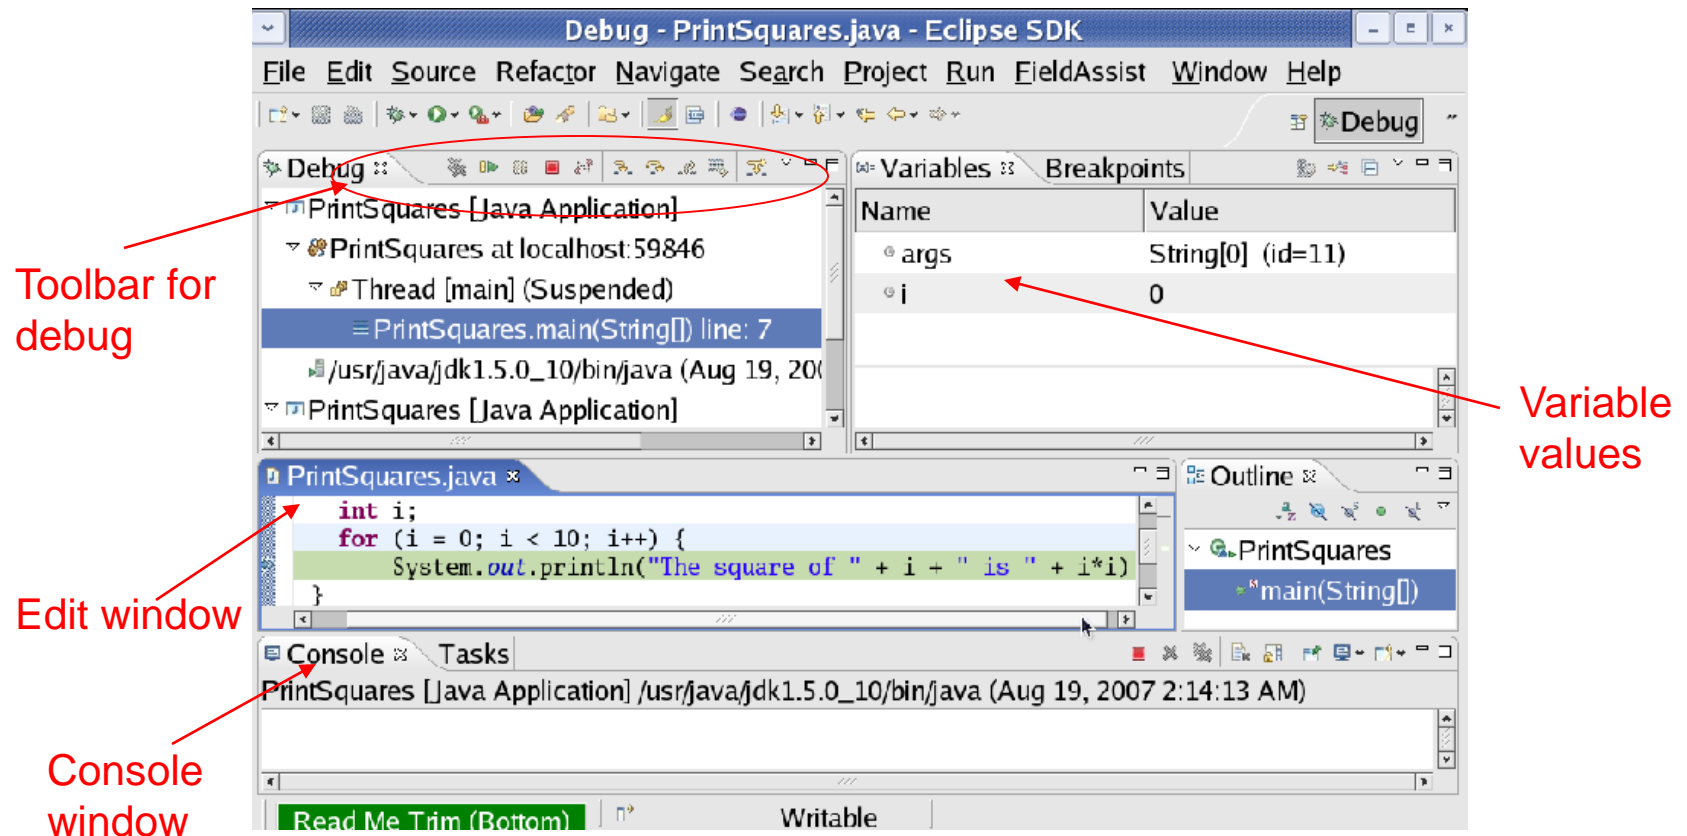 Debug - PrintSquares.java - Eclipse SDK
File Edit Source Refactor Navigate Search Project Run FieldAssist Window Help
Debug
Debug
PrintSquares [Java Application]
PrintSquares at localhost:59846
Thread [main] (Suspended)
PrintSquares.main(String[]) line: 7
/usr/java/jdk1.5.0_10/bin/java (Aug 19, 200
PrintSquares [Java Application]
Variables Breakpoints
Name Value
args String[0] (id=11)
i 0
Toolbar for
debug
Variable
values
PrintSquares.java
int i;
for (i = 0; i < 10; i++) {
System.out.println("The square of " + i + " is " + i*i)
}
Outline
PrintSquares
main(String[])
Edit window
Console Tasks
PrintSquares [Java Application] /usr/java/jdk1.5.0_10/bin/java (Aug 19, 2007 2:14:13 AM)
Console
window
Read Me Trim (Bottom) Writable